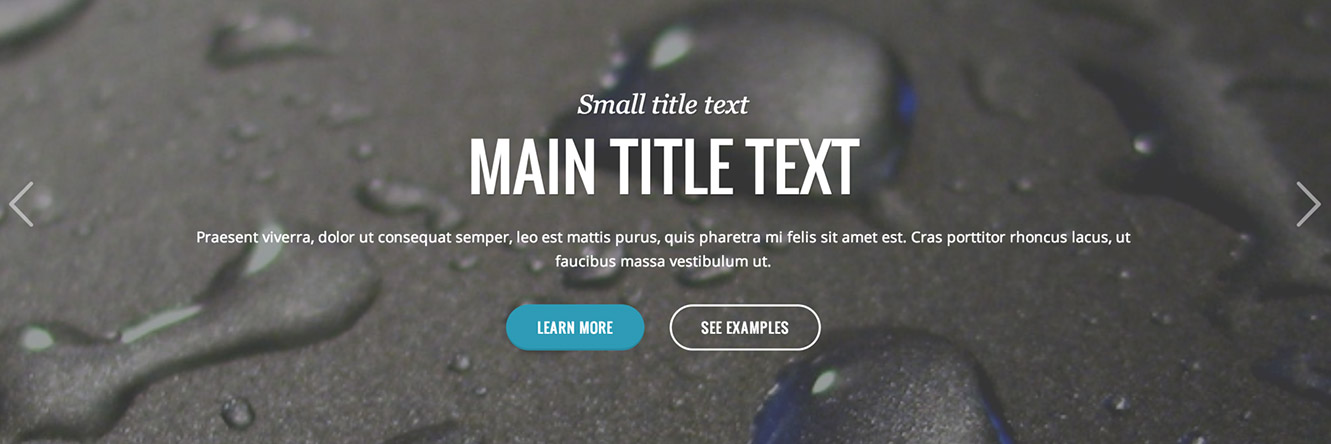 Small title text
MAIN TITLE TEXT
Praesent viverra, dolor ut consequat semper, leo est mattis purus, quis pharetra mi felis sit amet est. Cras porttitor rhoncus lacus, ut
faucibus massa vestibulum ut.
LEARN MORE
SEE EXAMPLES